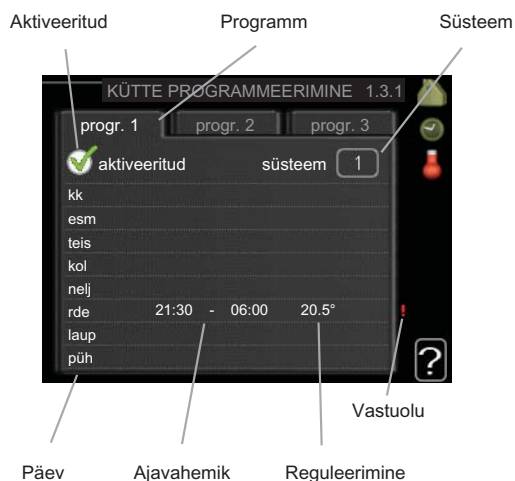 Aktiveeritud Programm Süsteem
KÜTTE PROGRAMMEERIMINE 1.3.1
progr. 1 progr. 2 progr. 3
aktiveeritud süsteem 1
kk
esm
teis
kol
nelj
rde 21:30 - 06:00 20.5° !
laup
püh
?
Vastuolu
Päev Ajavahemik Reguleerimine